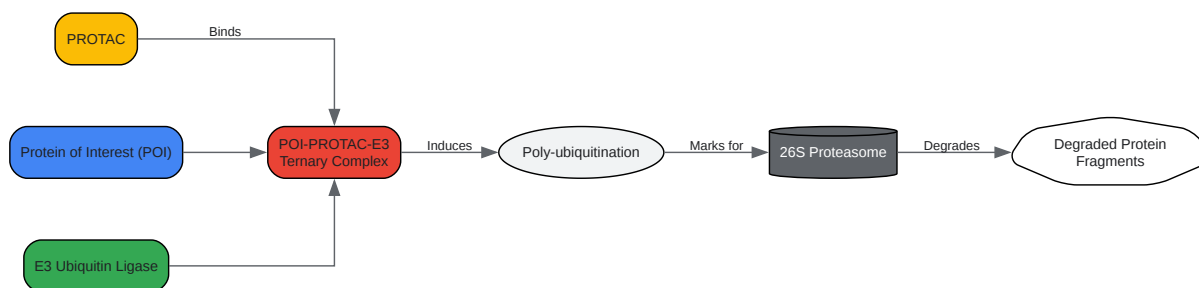 PROTAC
Binds
Protein of Interest (POI)
POI-PROTAC-E3
Ternary Complex
Induces
Poly-ubiquitination
Marks for
26S Proteasome
Degrades
Degraded Protein
Fragments
E3 Ubiquitin Ligase